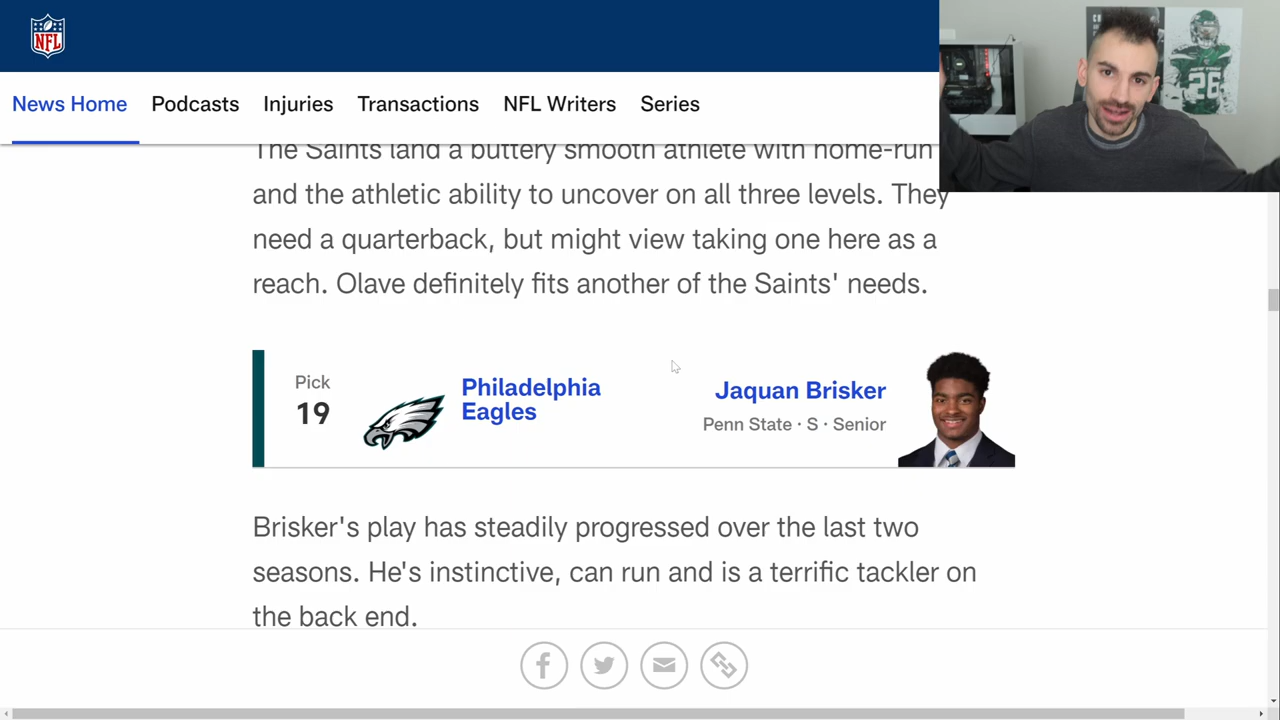 NFL
News Home Podcasts Injuries Transactions NFL Writers Series
The Saints land a buttery smooth athlete with home-run
and the athletic ability to uncover on all three levels. They
need a quarterback, but might view taking one here as a
reach. Olave definitely fits another of the Saints' needs.
Pick
19
Philadelphia
Eagles
Jaquan Brisker
Penn State · S · Senior
Brisker's play has steadily progressed over the last two
seasons. He's instinctive, can run and is a terrific tackler on
the back end.
26